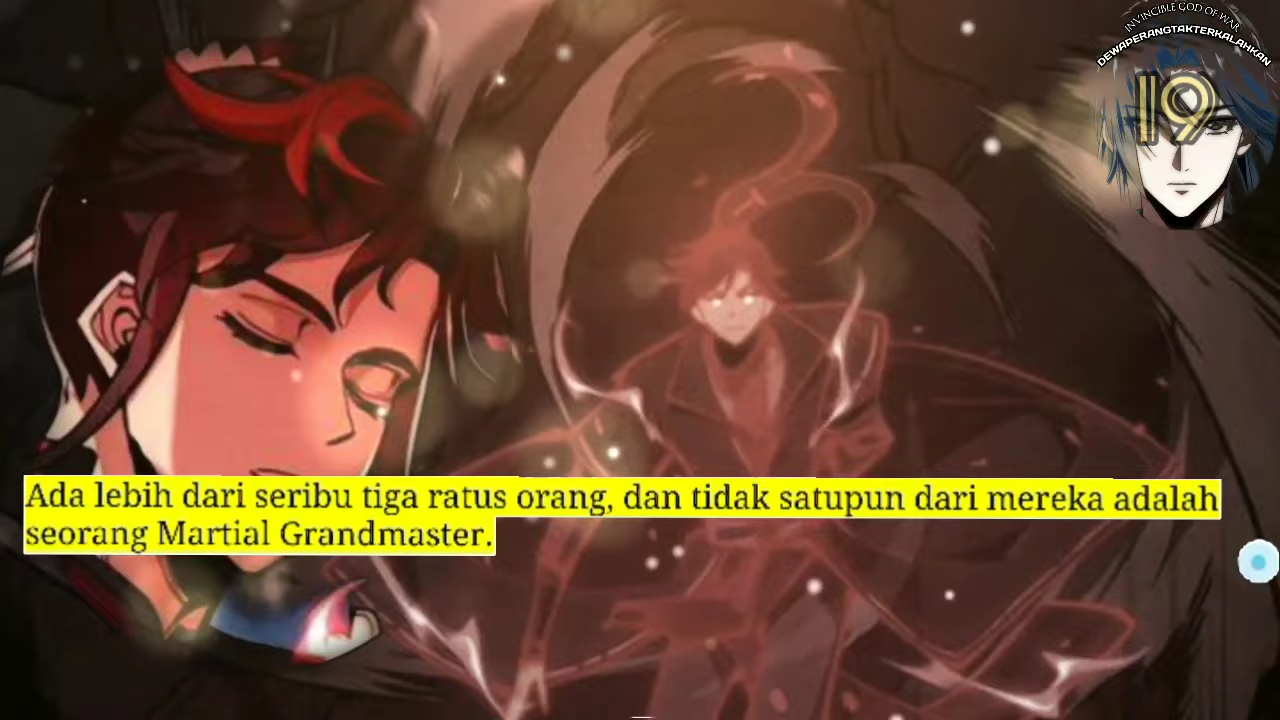 INVINCIBLE GOD OF WAR
DEWAPERANGTAKTERKALAHKAN
19
Ada lebih dari seribu tiga ratus orang, dan tidak satupun dari mereka adalah
seorang Martial Grandmaster.